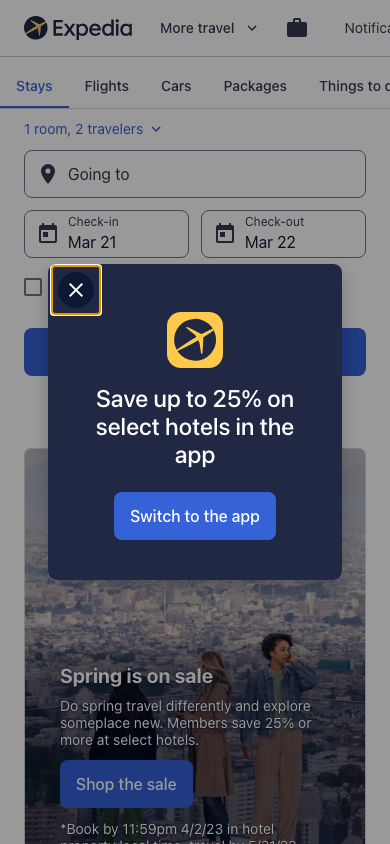 Expedia
More travel
Stays
Flights
Cars
Packages
Things to
1 room, 2 travelers
Going to
Check-in
Mar 21
Check-out
Mar 22
Save up to 25% on
select hotels in the
app
Switch to the app
Spring is on sale
Do spring travel differently and explore
someplace new. Members save 25% or
more at select hotels.
Shop the sale
*Book by 11:59pm 4/2/23 in hotel